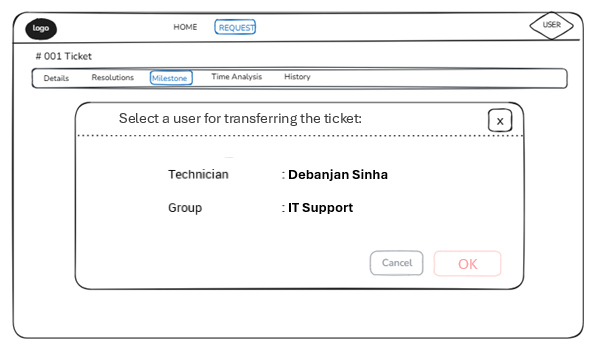 logo
HOME REQUEST USER
# 001 Ticket
Details Resolutions Milestone Time Analysis History
Select a user for transferring the ticket: x
Technician : Debanjan Sinha
Group : IT Support
Cancel OK